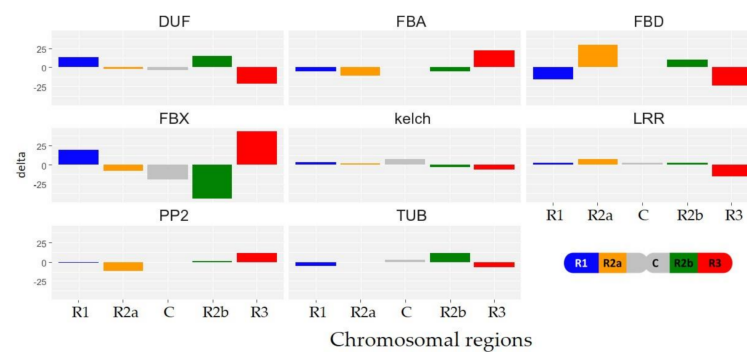 DUF FBA FBD
25
0
-25
FBX kelch LRR
delta
25
0
-25
R1 R2a C R2b R3
PP2 TUB
25
0
-25
R1 R2a C R2b R3
R1 R2a C R2b R3
R1 R2a C R2b R3
Chromosomal regions